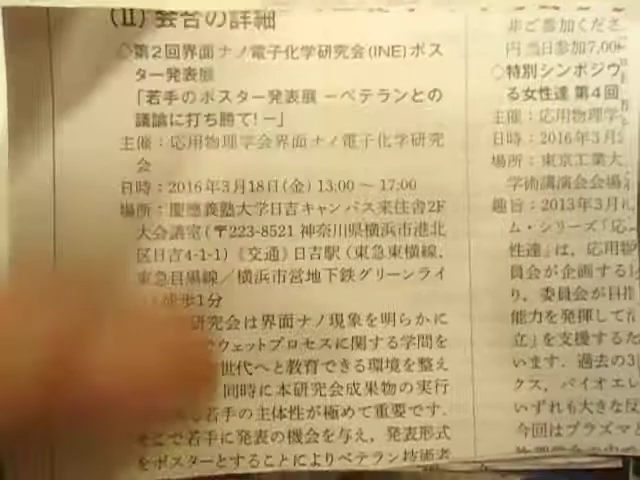 (II) 会合の詳細
◇第2回界面ナノ電子化学研究会(INE)ポス
ター発表展
「若手のポスター発表展 −ベテランとの
議論に打ち勝て! −」
主催：応用物理学会界面ナノ電子化学研究
会
日時：2016年3月18日(金) 13:00 ～ 17:00
場所：慶應義塾大学日吉キャンパス来往舎2F
大会議室(〒223-8521 神奈川県横浜市港北
区日吉4-1-1) 《交通》日吉駅 (東急東横線,
東急目黒線／横浜市営地下鉄グリーンライ
徒歩1分
研究会は界面ナノ現象を明らかに
ウェットプロセスに関する学問を
世代へと教育できる環境を整え
同時に本研究会成果物の実行
若手の主体性が極めて重要です.
そこで若手に発表の機会を与え, 発表形式
をポスターとすることによりベテラン技術者
非ご参加くださ
円 当日参加7,00
◇特別シンポジウ
る女性達 第4回
主催：応用物理学
日時：2016年3月2
場所：東京工業大
学術講演会会場
趣旨：2013年3月
ム・シリーズ「応
性達」は, 応用物
員会が企画する
り, 委員会が目指
能力を発揮して
立」を支援するた
います. 過去の3
クス, バイオエレ
いずれも大きな反
今回はプラズマと